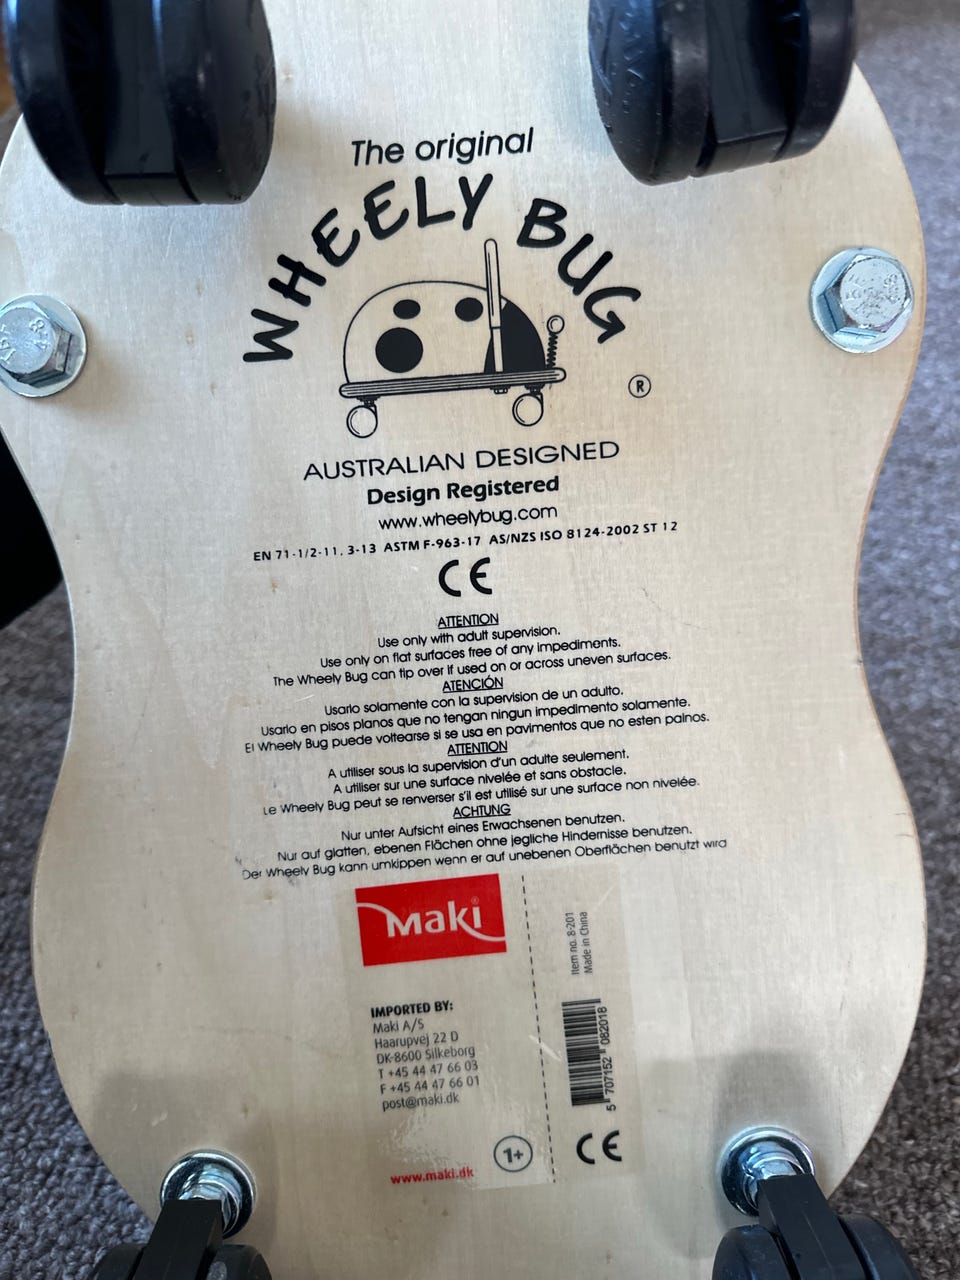 The original
WHEELY BUG
®
AUSTRALIAN DESIGNED
Design Registered
www.wheelybug.com
EN 71-1/2-11, 3-13 ASTM F-963-17 AS/NZS ISO 8124-2002 ST 12
CE
ATTENTION
Use only with adult supervision.
Use only on flat surfaces free of any impediments.
The Wheely Bug can tip over if used on or across uneven surfaces.
ATENCIÓN
Usarlo solamente con la supervision de un adulto.
Usarlo en pisos planos que no tengan ningun impedimento solamente.
El Wheely Bug puede voltearse si se usa en pavimentos que no esten painos.
ATTENTION
A utiliser sous la supervision d'un adulte seulement.
A utiliser sur une surface nivelée et sans obstacle.
Le Wheely Bug peut se renverser s'il est utilisé sur une surface non nivelée.
ACHTUNG
Nur unter Aufsicht eines Erwachsenen benutzen.
Nur auf glatten, ebenen Flächen ohne jegliche Hindernisse benutzen.
Der Wheely Bug kann umkippen wenn er auf unebenen Oberflächen benutzt wird
Maki®
IMPORTED BY:
Maki A/S
Haarupvej 22 D
DK-8600 Silkeborg
T +45 44 47 66 03
F +45 44 47 66 01
post@maki.dk
1+
www.maki.dk
Item no. 8-201
Made in China
5 707152 082018
CE